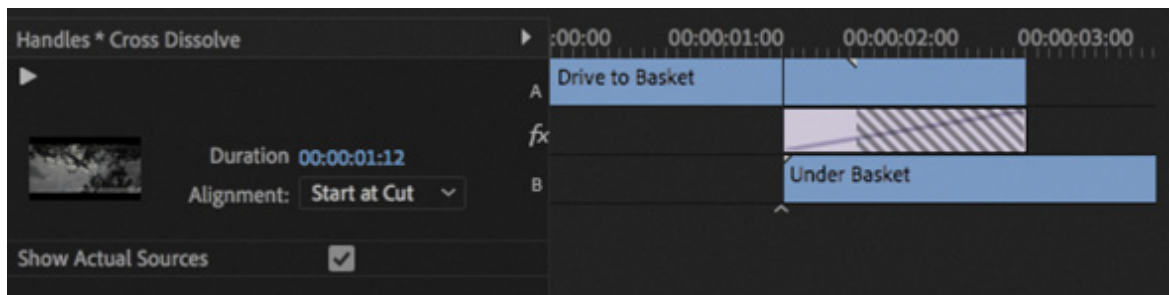 Handles * Cross Dissolve
:00:00 00:00:01:00 00:00:02:00 00:00:03:00
A Drive to Basket
fx
Duration 00:00:01:12
Alignment: Start at Cut
B Under Basket
Show Actual Sources